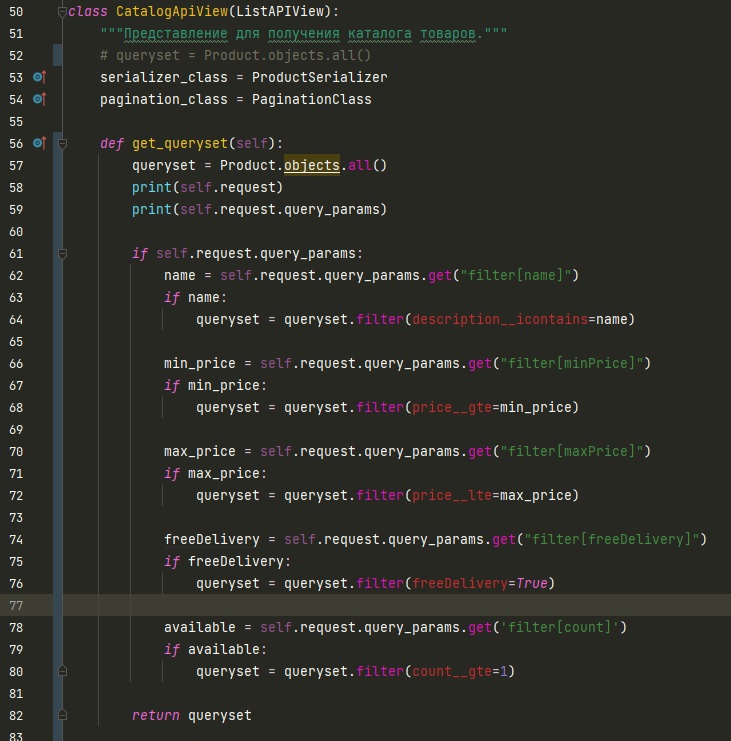 50 class CatalogApiView(ListAPIView):
51     """Представление для получения каталога товаров."""
52     # queryset = Product.objects.all()
53     serializer_class = ProductSerializer
54     pagination_class = PaginationClass
55
56     def get_queryset(self):
57         queryset = Product.objects.all()
58         print(self.request)
59         print(self.request.query_params)
60
61         if self.request.query_params:
62             name = self.request.query_params.get("filter[name]")
63             if name:
64                 queryset = queryset.filter(description__icontains=name)
65
66             min_price = self.request.query_params.get("filter[minPrice]")
67             if min_price:
68                 queryset = queryset.filter(price__gte=min_price)
69
70             max_price = self.request.query_params.get("filter[maxPrice]")
71             if max_price:
72                 queryset = queryset.filter(price__lte=max_price)
73
74             freeDelivery = self.request.query_params.get("filter[freeDelivery]")
75             if freeDelivery:
76                 queryset = queryset.filter(freeDelivery=True)
77
78             available = self.request.query_params.get('filter[count]')
79             if available:
80                 queryset = queryset.filter(count__gte=1)
81
82         return queryset
83